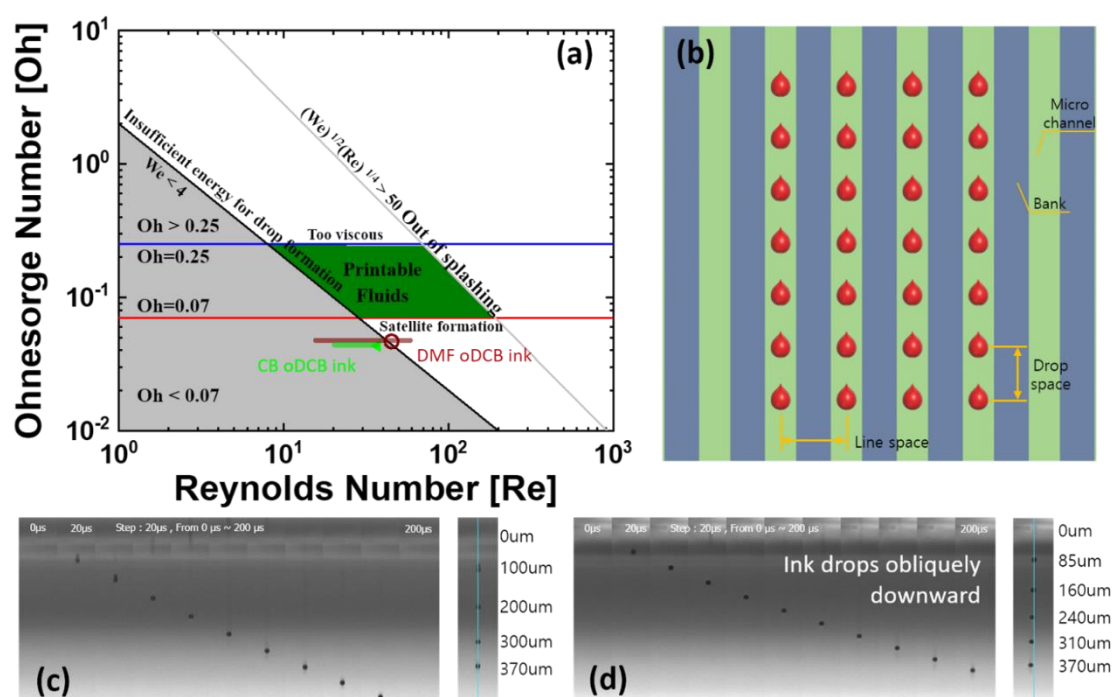 (a)
Ohnesorge Number [Oh]
10¹
10⁰
10⁻¹
10⁻²
Insufficient energy for drop formation
We < 4
(We) ¹/²(Re) ¹/⁴ > 50 Out of splashing
Oh > 0.25
Too viscous
Oh=0.25
Printable
Fluids
Oh=0.07
Satellite formation
CB oDCB ink
DMF oDCB ink
Oh < 0.07
10⁰
10¹
10²
10³
Reynolds Number [Re]
(b)
Micro
channel
Bank
Drop
space
Line space
0μs
20μs
Step : 20μs , From 0 μs ~ 200 μs
200μs
0um
100um
200um
300um
370um
(c)
0μs
20μs
Step : 20μs , From 0 μs ~ 200 μs
200μs
Ink drops obliquely
downward
0um
85um
160um
240um
310um
370um
(d)